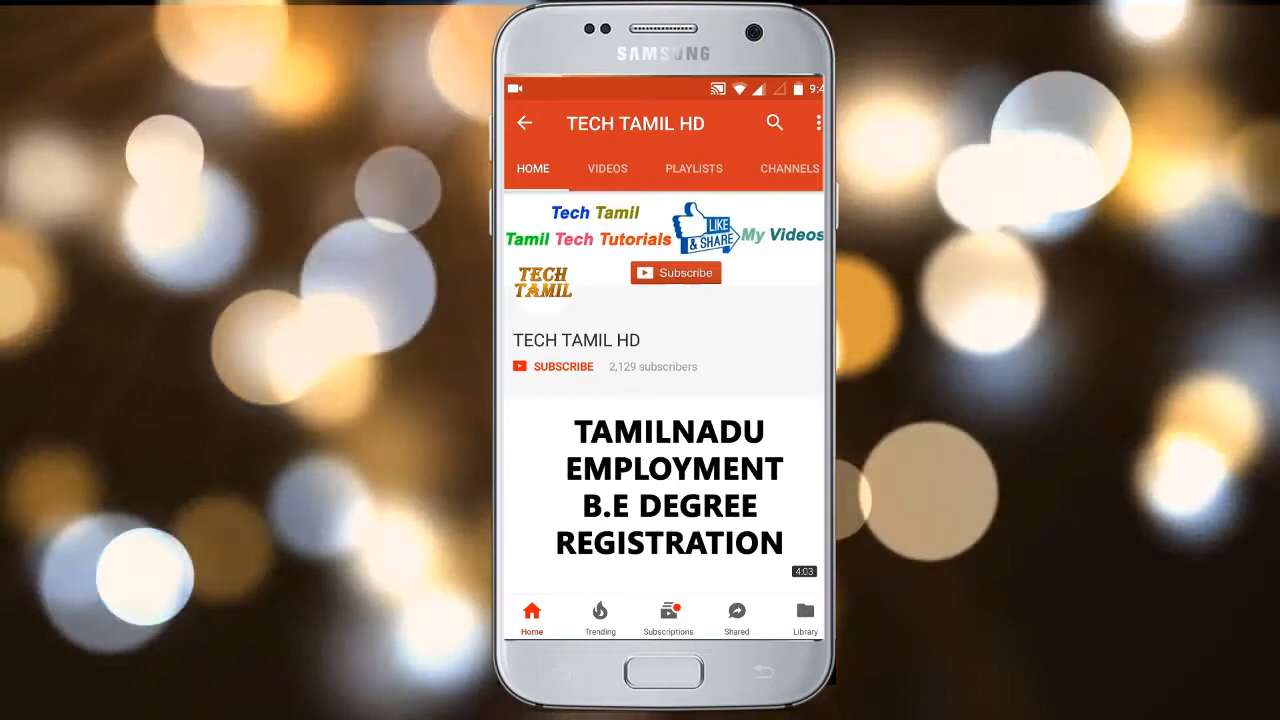 SAMSUNG
9:4
TECH TAMIL HD
HOME VIDEOS PLAYLISTS CHANNELS
Tech Tamil
Tamil Tech Tutorials
LIKE
& SHARE
My Videos
TECH
TAMIL
Subscribe
TECH TAMIL HD
SUBSCRIBE 2,129 subscribers
TAMILNADU
EMPLOYMENT
B.E DEGREE
REGISTRATION
4:03
Home Trending Subscriptions Shared Library